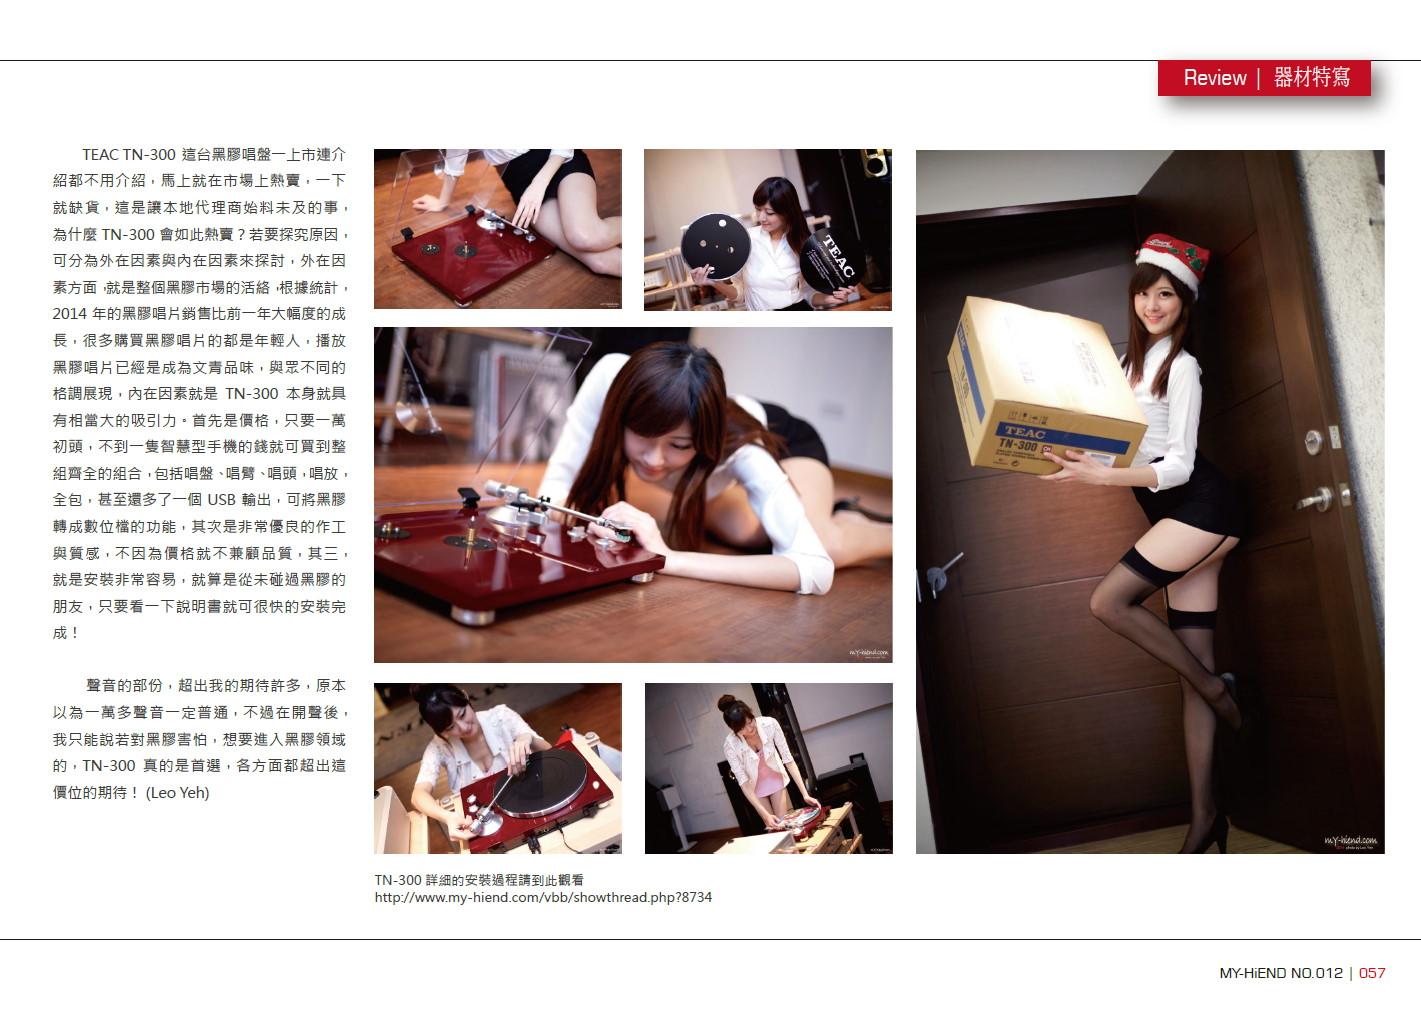 Review | 器材特寫
TEAC TN-300 這台黑膠唱盤一上市連介
紹都不用介紹，馬上就在市場上熱賣，一下
就缺貨，這是讓本地代理商始料未及的事，
為什麼 TN-300 會如此熱賣？若要探究原因，
可分為外在因素與內在因素來探討，外在因
素方面，就是整個黑膠市場的活絡，根據統計，
2014 年的黑膠唱片銷售比前一年大幅度的成
長，很多購買黑膠唱片的都是年輕人，播放
黑膠唱片已經是成為文青品味，與眾不同的
格調展現，內在因素就是 TN-300 本身就具
有相當大的吸引力。首先是價格，只要一萬
初頭，不到一隻智慧型手機的錢就可買到整
組齊全的組合，包括唱盤、唱臂、唱頭，唱放，
全包，甚至還多了一個 USB 輸出，可將黑膠
轉成數位檔的功能，其次是非常優良的作工
與質感，不因為價格就不兼顧品質，其三，
就是安裝非常容易，就算是從未碰過黑膠的
朋友，只要看一下說明書就可很快的安裝完
成！
聲音的部份，超出我的期待許多，原本
以為一萬多聲音一定普通，不過在開聲後，
我只能說若對黑膠害怕，想要進入黑膠領域
的，TN-300 真的是首選，各方面都超出這
價位的期待！ (Leo Yeh)
TEAC
TEAC
TN-300
my-hiend.com
my-hiend.com
photo by Leo Yeh
TN-300 詳細的安裝過程請到此觀看
http://www.my-hiend.com/vbb/showthread.php?8734
MY-HiEND NO.012 | 057